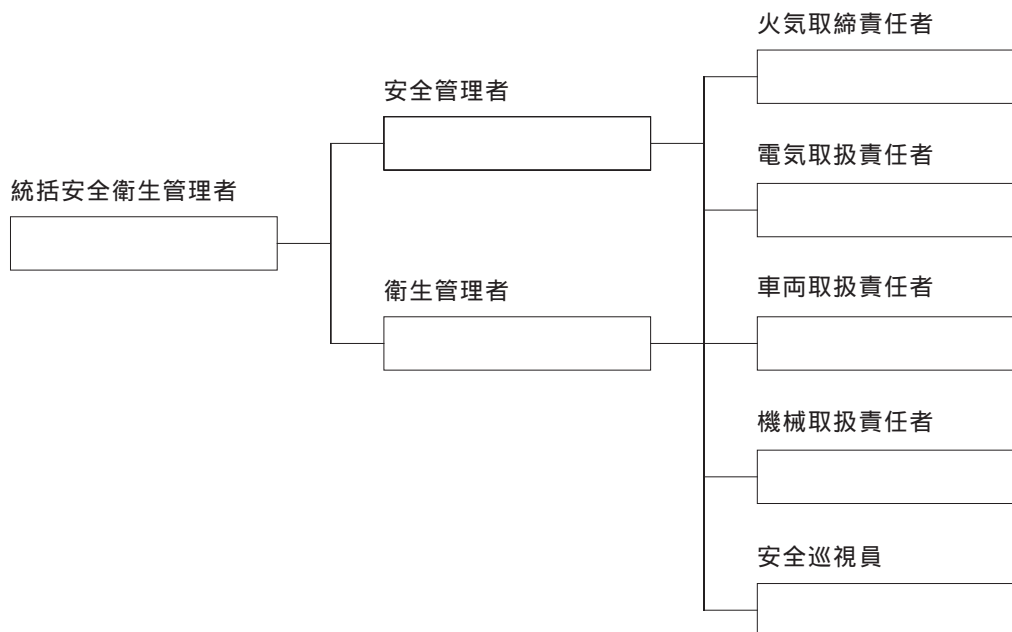 統括安全衛生管理者
安全管理者
衛生管理者
火気取締責任者
電気取扱責任者
車両取扱責任者
機械取扱責任者
安全巡視員